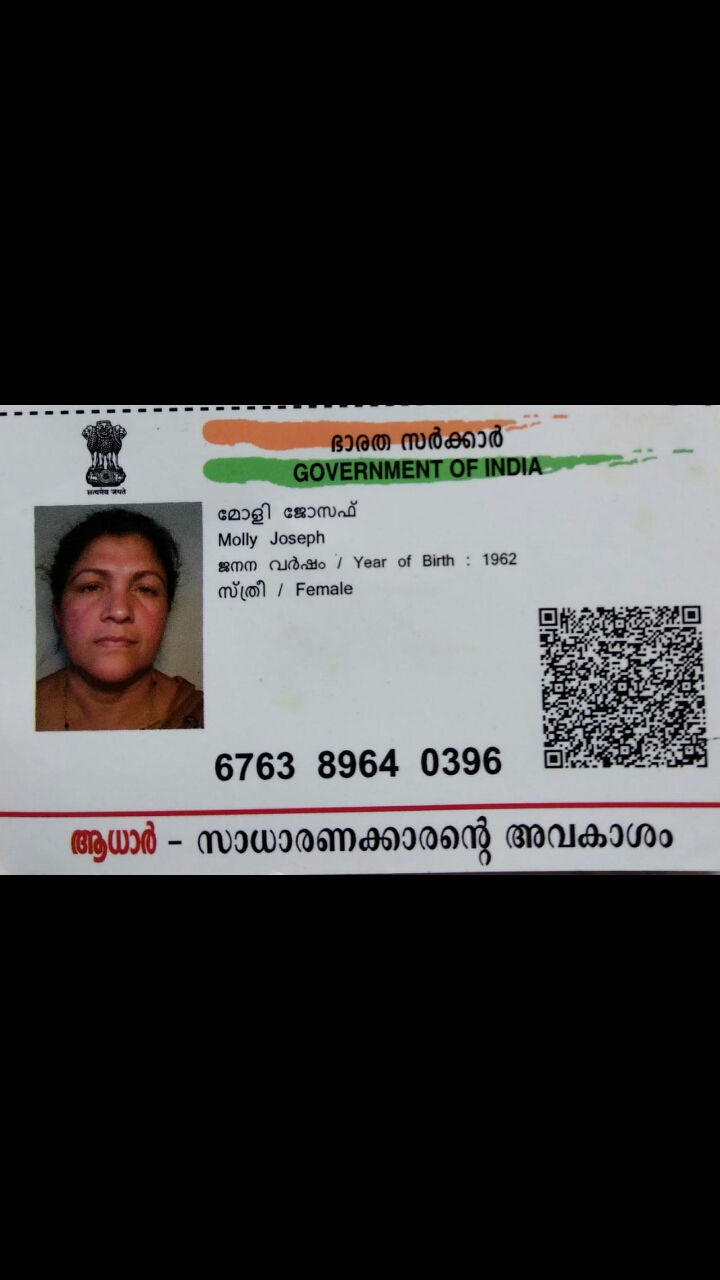 ഭാരത സർക്കാർ
GOVERNMENT OF INDIA
सत्यमेव जयते
മോളി ജോസഫ്
Molly Joseph
ജനന വർഷം / Year of Birth : 1962
സ്ത്രീ / Female
6763 8964 0396
ആധാർ - സാധാരണക്കാരന്റെ അവകാശം